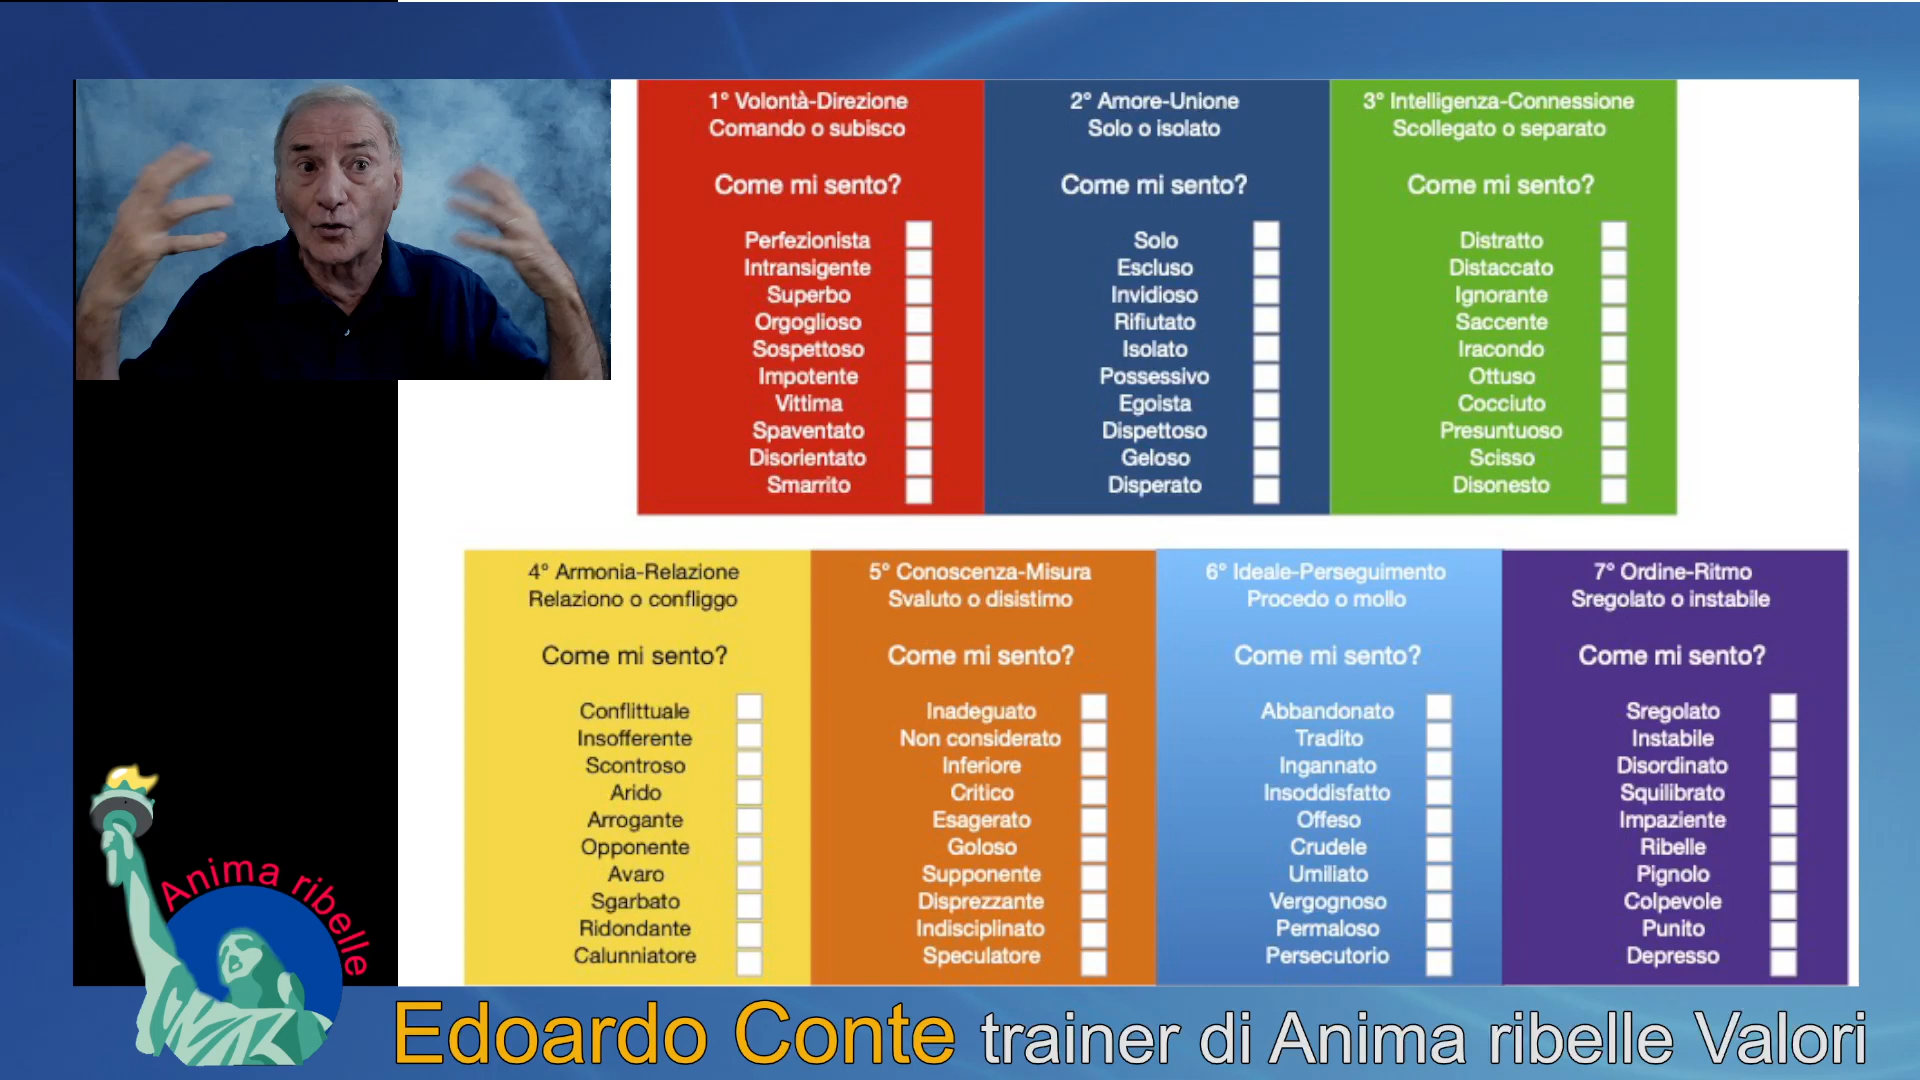 1° Volontà-Direzione
Comando o subisco
Come mi sento?
Perfezionista
Intransigente
Superbo
Orgoglioso
Sospettoso
Impotente
Vittima
Spaventato
Disorientato
Smarrito
2° Amore-Unione
Solo o isolato
Come mi sento?
Solo
Escluso
Invidioso
Rifiutato
Isolato
Possessivo
Egoista
Dispettoso
Geloso
Disperato
3° Intelligenza-Connessione
Scollegato o separato
Come mi sento?
Distratto
Distaccato
Ignorante
Saccente
Iracondo
Ottuso
Cocciuto
Presuntuoso
Scisso
Disonesto
4° Armonia-Relazione
Relaziono o confliggo
Come mi sento?
Conflittuale
Insofferente
Scontroso
Arido
Arrogante
Opponente
Avaro
Sgarbato
Ridondante
Calunniatore
5° Conoscenza-Misura
Svaluto o disistimo
Come mi sento?
Inadeguato
Non considerato
Inferiore
Critico
Esagerato
Goloso
Supponente
Disprezzante
Indisciplinato
Speculatore
6° Ideale-Perseguimento
Procedo o mollo
Come mi sento?
Abbandonato
Tradito
Ingannato
Insoddisfatto
Offeso
Crudele
Umiliato
Vergognoso
Permaloso
Persecutorio
7° Ordine-Ritmo
Sregolato o instabile
Come mi sento?
Sregolato
Instabile
Disordinato
Squilibrato
Impaziente
Ribelle
Pignolo
Colpevole
Punito
Depresso
Anima ribelle
Edoardo Conte trainer di Anima ribelle Valori